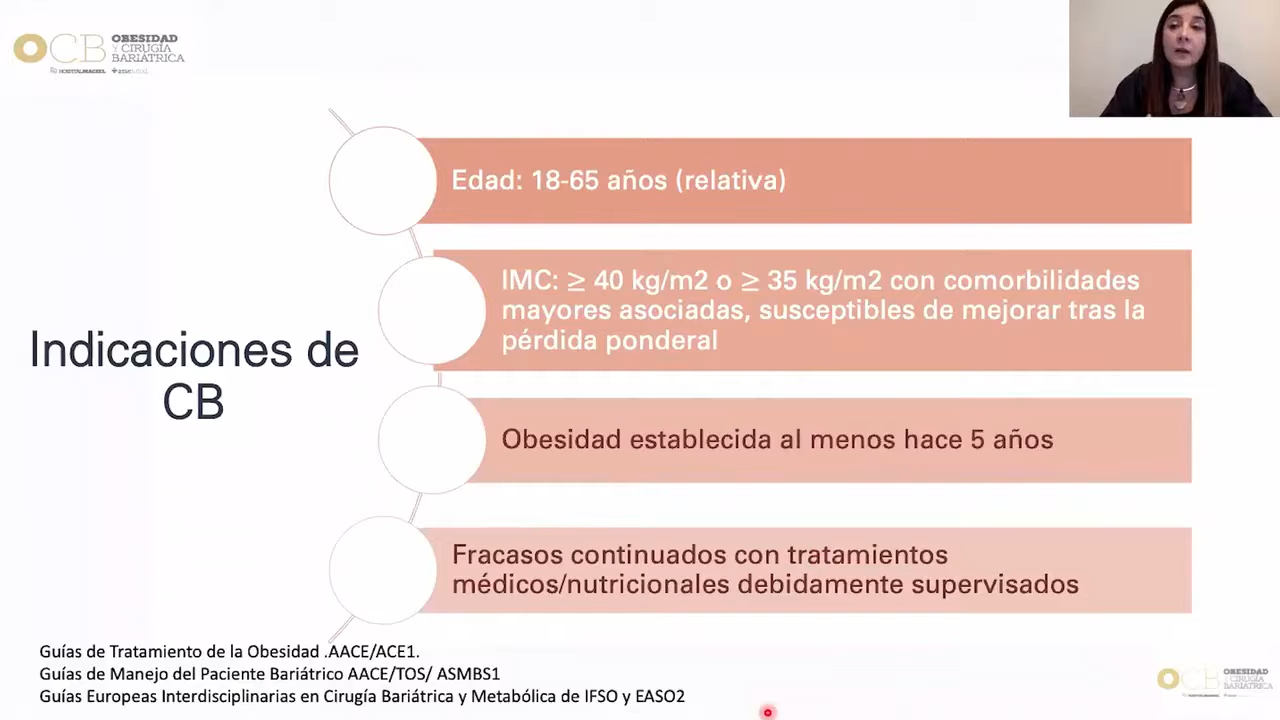 OCB OBESIDAD
Y CIRUGÍA
BARIÁTRICA
Edad: 18-65 años (relativa)
IMC: ≥ 40 kg/m2 o ≥ 35 kg/m2 con comorbilidades
mayores asociadas, susceptibles de mejorar tras la
pérdida ponderal
Indicaciones de
CB
Obesidad establecida al menos hace 5 años
Fracasos continuados con tratamientos
médicos/nutricionales debidamente supervisados
Guías de Tratamiento de la Obesidad .AACE/ACE1.
Guías de Manejo del Paciente Bariátrico AACE/TOS/ ASMBS1
Guías Europeas Interdisciplinarias en Cirugía Bariátrica y Metabólica de IFSO y EASO2
OCB OBESIDAD
Y CIRUGÍA
BARIÁTRICA